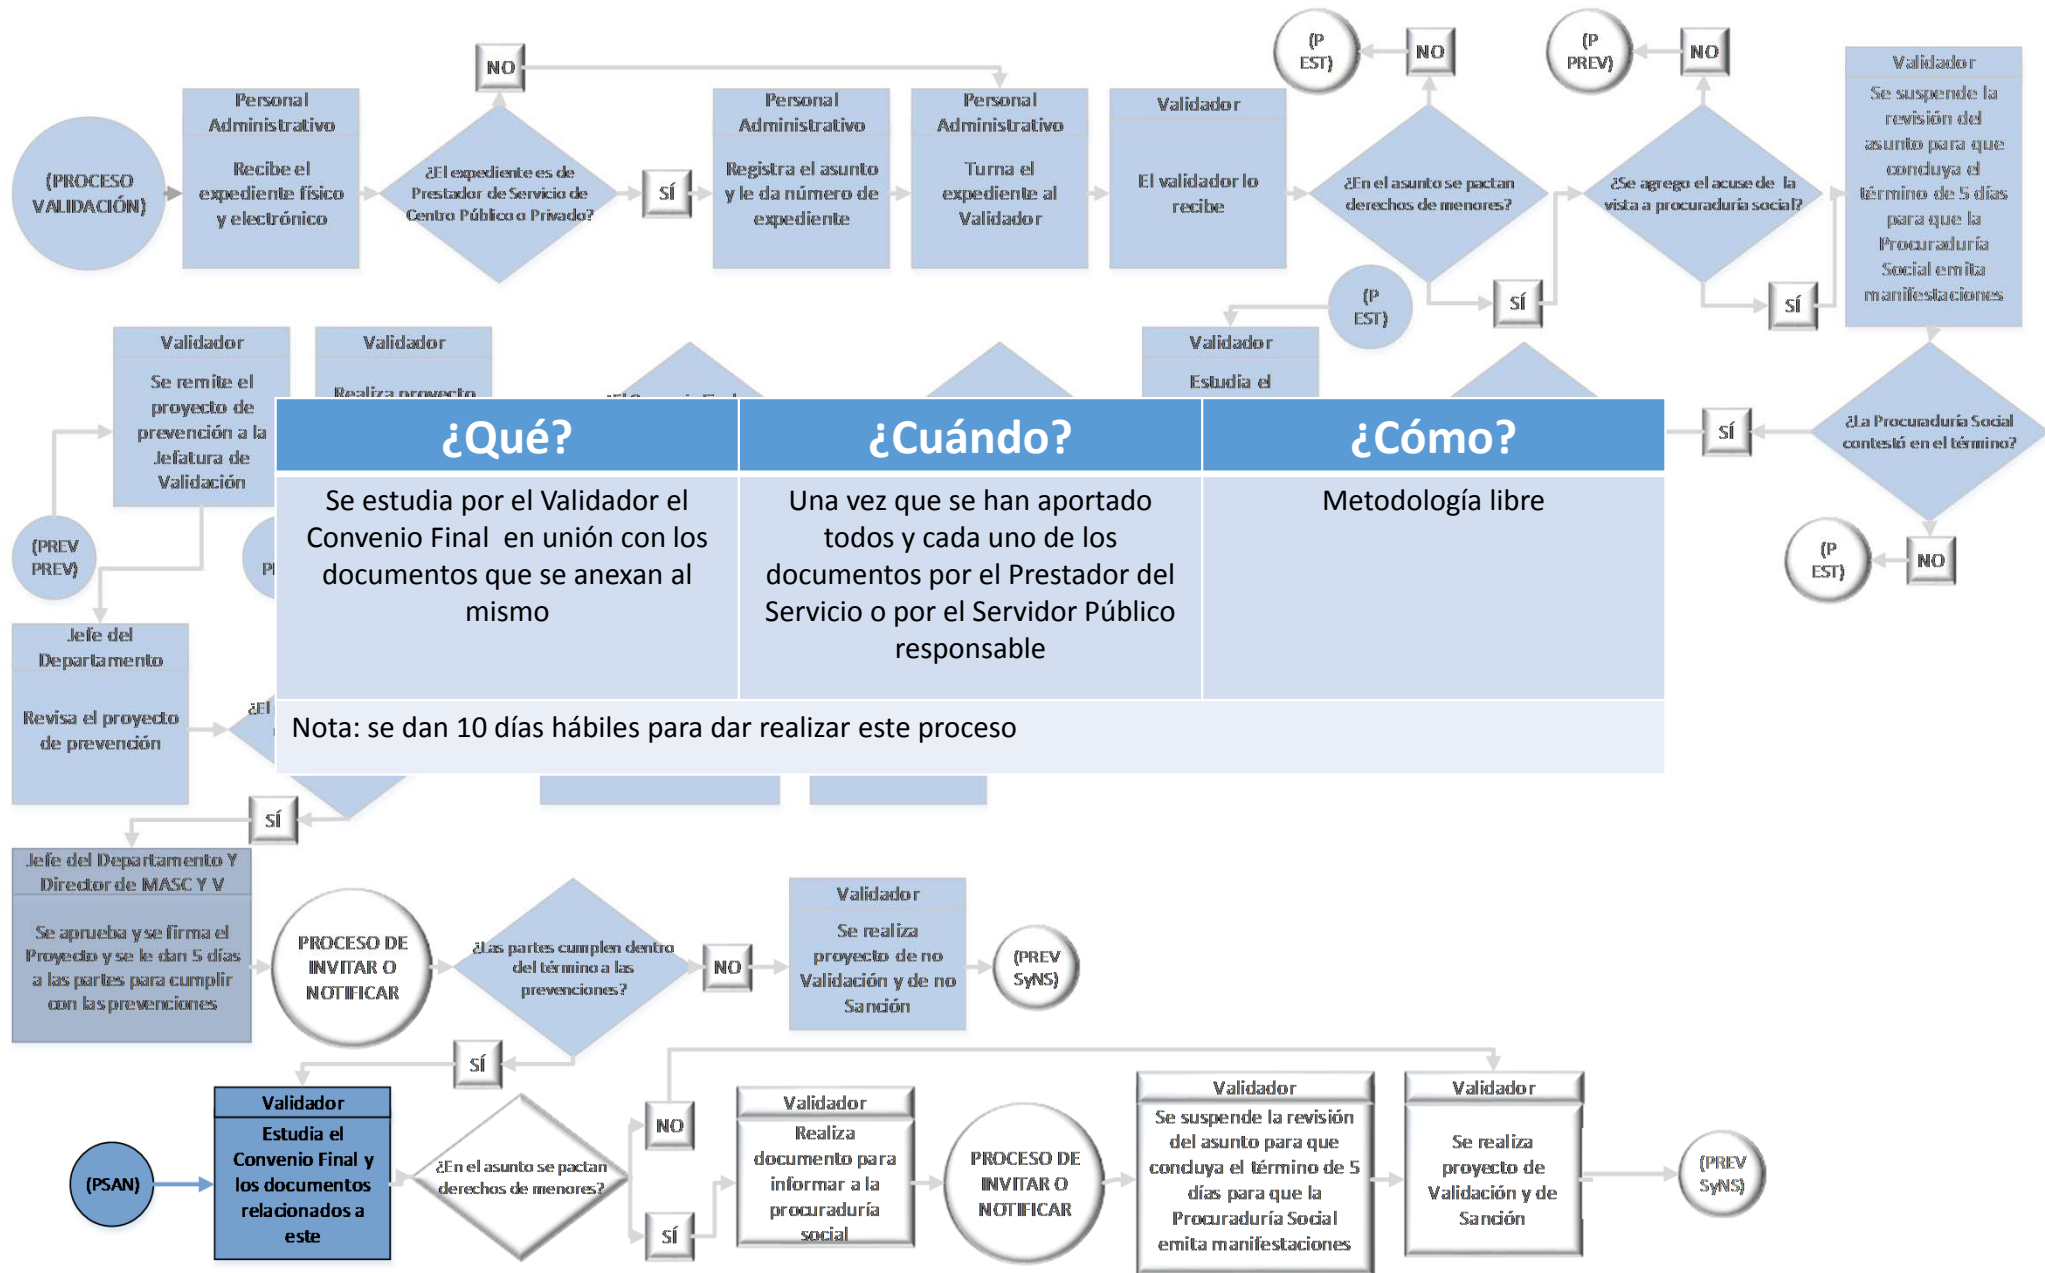 (PROCESO
VALIDACIÓN)
Personal
Administrativo
Recibe el
expediente físico
y electrónico
NO
¿El expediente es de
Prestador de Servicio de
Centro Público o Privado?
SÍ
Personal
Administrativo
Registra el asunto
y le da número de
expediente
Personal
Administrativo
Turna el
expediente al
Validador
Validador
El validador lo
recibe
(P
EST)
NO
¿En el asunto se pactan
derechos de menores?
SÍ
(P
PREV)
NO
¿Se agrego el acuse de la
vista a procuraduría social?
SÍ
Validador
Se suspende la
revisión del
asunto para que
concluya el
término de 5 días
para que la
Procuraduría
Social emita
manifestaciones
(PREV
PREV)
Validador
Se remite el
proyecto de
prevención a la
Jefatura de
Validación
Validador
Realiza proyecto
(P
EST)
Validador
Estudia el
SÍ
¿La Procuraduría Social
contestó en el término?
(P
EST)
NO
¿Qué?
¿Cuándo?
¿Cómo?
Se estudia por el Validador el
Convenio Final en unión con los
documentos que se anexan al
mismo
Una vez que se han aportado
todos y cada uno de los
documentos por el Prestador del
Servicio o por el Servidor Público
responsable
Metodología libre
Nota: se dan 10 días hábiles para dar realizar este proceso
Jefe del
Departamento
Revisa el proyecto
de prevención
¿El
SÍ
Jefe del Departamento Y
Director de MASC Y V
Se aprueba y se firma el
Proyecto y se le dan 5 días
a las partes para cumplir
con las prevenciones
PROCESO DE
INVITAR O
NOTIFICAR
¿Las partes cumplen dentro
del término a las
prevenciones?
NO
Validador
Se realiza
proyecto de no
Validación y de no
Sanción
(PREV
SyNS)
SÍ
(PSAN)
Validador
Estudia el
Convenio Final y
los documentos
relacionados a
este
¿En el asunto se pactan
derechos de menores?
NO
SÍ
Validador
Realiza
documento para
informar a la
procuraduría
social
PROCESO DE
INVITAR O
NOTIFICAR
Validador
Se suspende la revisión
del asunto para que
concluya el término de 5
días para que la
Procuraduría Social
emita manifestaciones
Validador
Se realiza
proyecto de
Validación y de
Sanción
(PREV
SyNS)